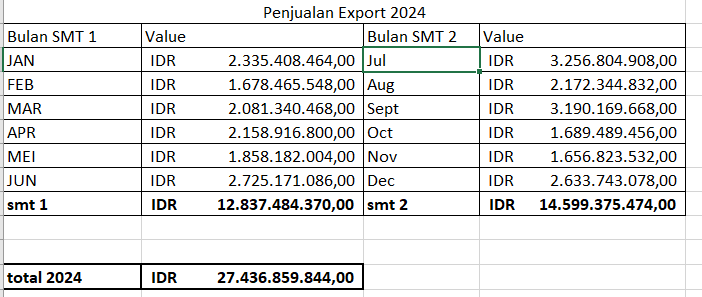 Penjualan Export 2024
Bulan SMT 1 Value Bulan SMT 2 Value
JAN IDR 2.335.408.464,00 Jul IDR 3.256.804.908,00
FEB IDR 1.678.465.548,00 Aug IDR 2.172.344.832,00
MAR IDR 2.081.340.468,00 Sept IDR 3.190.169.668,00
APR IDR 2.158.916.800,00 Oct IDR 1.689.489.456,00
MEI IDR 1.858.182.004,00 Nov IDR 1.656.823.532,00
JUN IDR 2.725.171.086,00 Dec IDR 2.633.743.078,00
smt 1 IDR 12.837.484.370,00 smt 2 IDR 14.599.375.474,00
total 2024 IDR 27.436.859.844,00